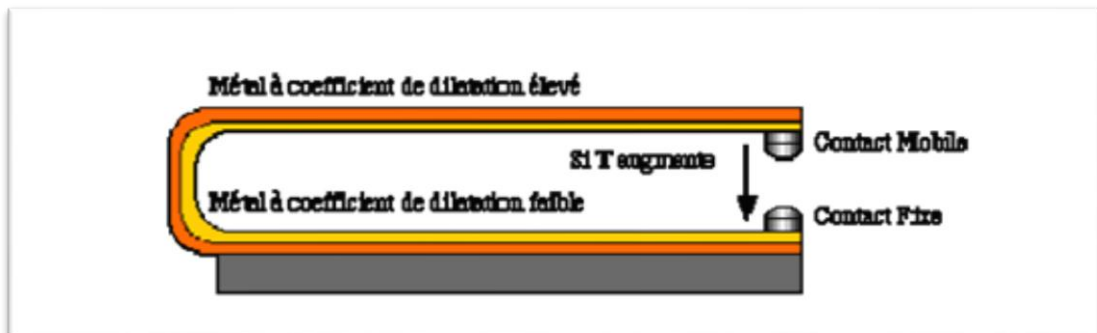 Métal à coefficient de dilatation élevé
Contact Mobile
Si T augmente
Métal à coefficient de dilatation faible
Contact Fixe